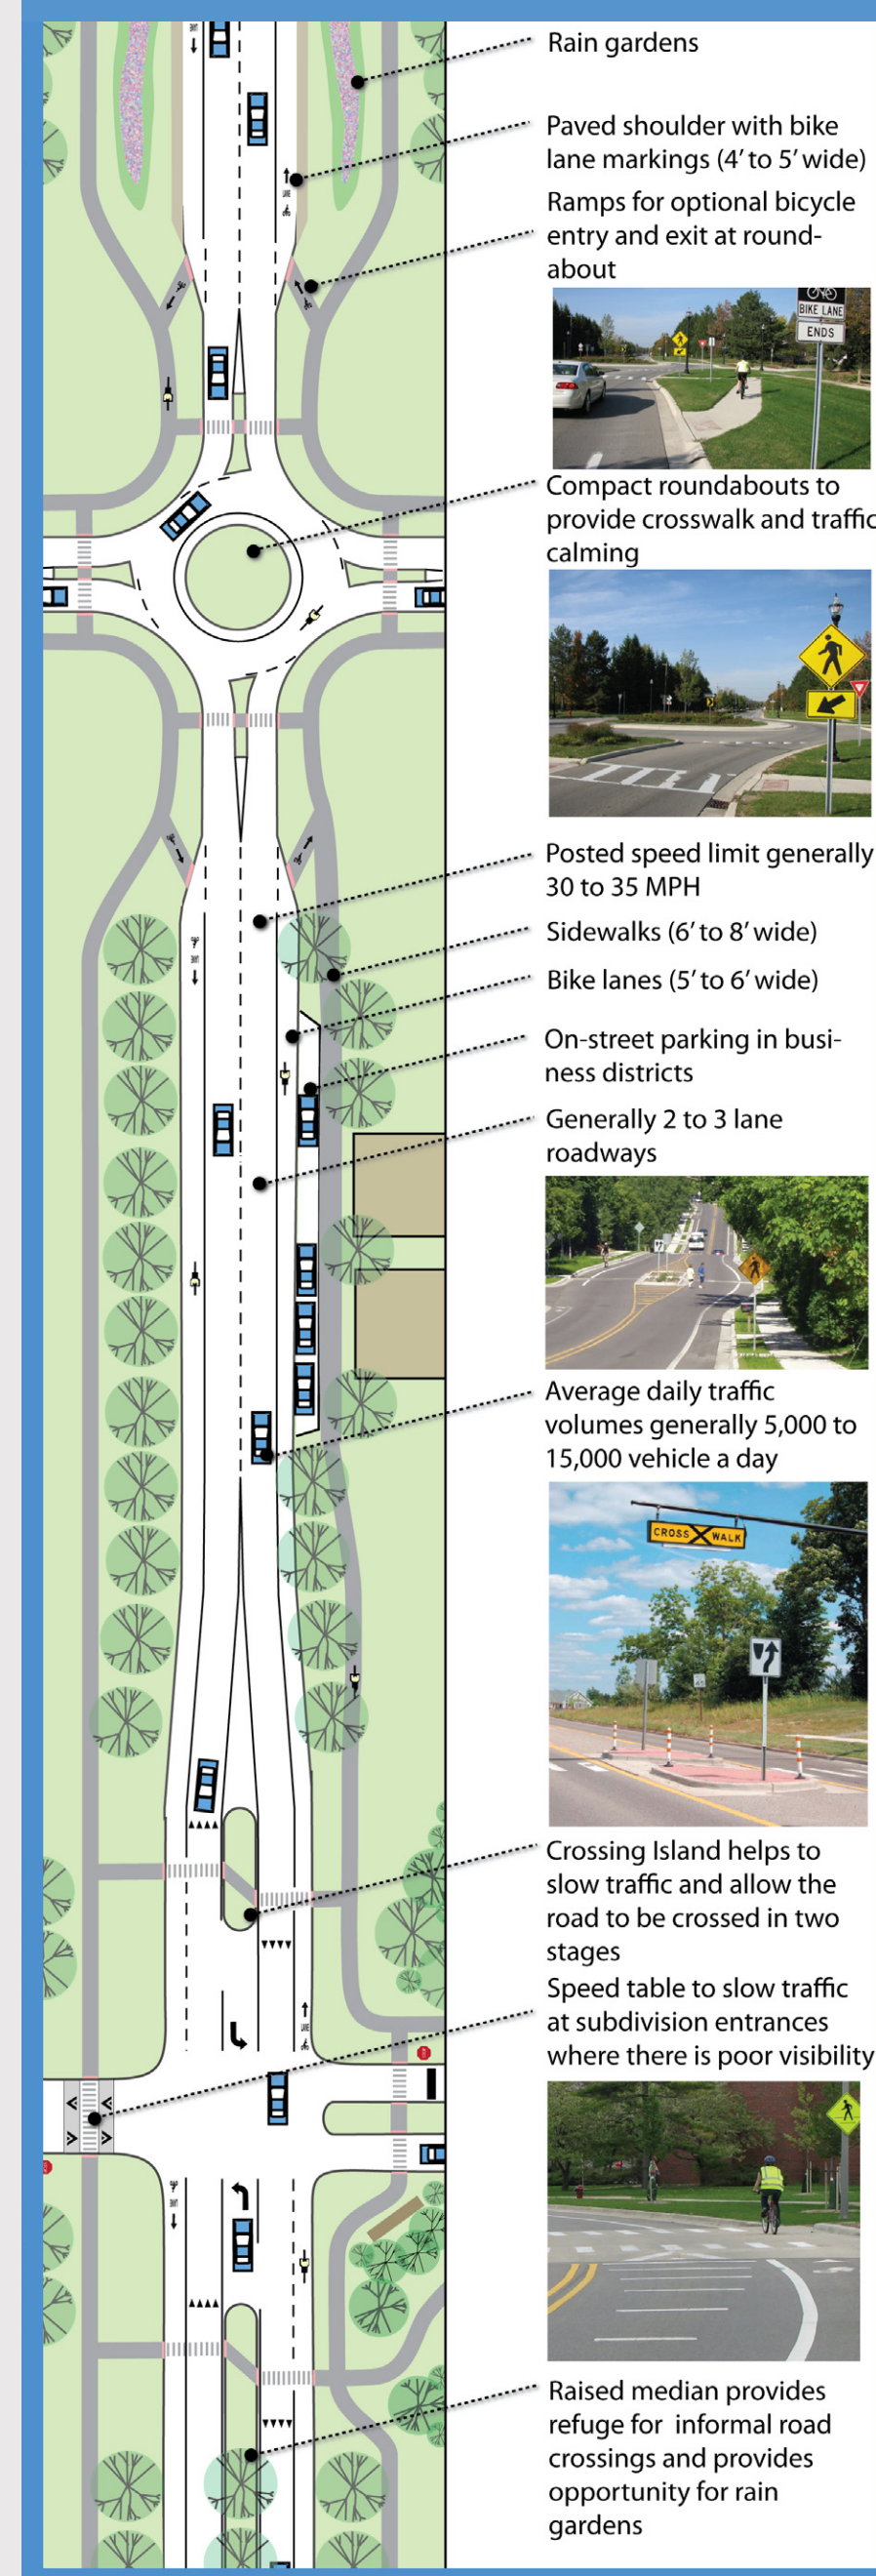 Rain gardens
Paved shoulder with bike
lane markings (4’ to 5’ wide)
Ramps for optional bicycle
entry and exit at round-
about
BIKE LANE
ENDS
Compact roundabouts to
provide crosswalk and traffic
calming
Posted speed limit generally
30 to 35 MPH
Sidewalks (6’ to 8’ wide)
Bike lanes (5’ to 6’ wide)
On-street parking in busi-
ness districts
Generally 2 to 3 lane
roadways
Average daily traffic
volumes generally 5,000 to
15,000 vehicle a day
CROSS WALK
Crossing Island helps to
slow traffic and allow the
road to be crossed in two
stages
Speed table to slow traffic
at subdivision entrances
where there is poor visibility
Raised median provides
refuge for informal road
crossings and provides
opportunity for rain
gardens